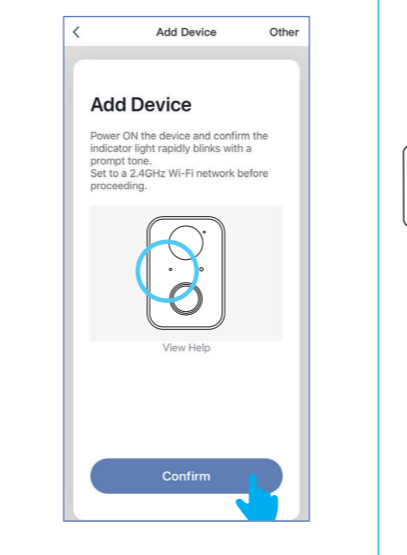 Add Device Other
Add Device
Power ON the device and confirm the
indicator light rapidly blinks with a
prompt tone.
Set to a 2.4GHz Wi-Fi network before
proceeding.
View Help
Confirm